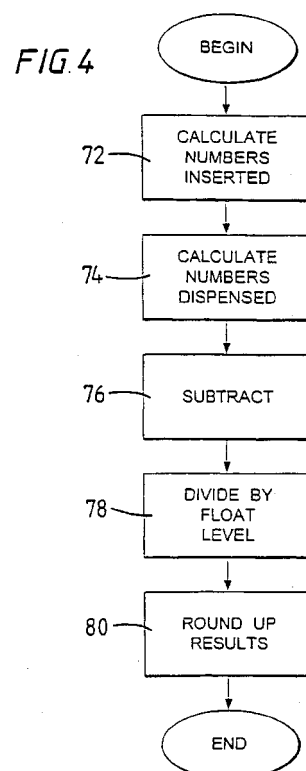 FIG.4
BEGIN
72
CALCULATE
NUMBERS
INSERTED
74
CALCULATE
NUMBERS
DISPENSED
76
SUBTRACT
78
DIVIDE BY
FLOAT
LEVEL
80
ROUND UP
RESULTS
END